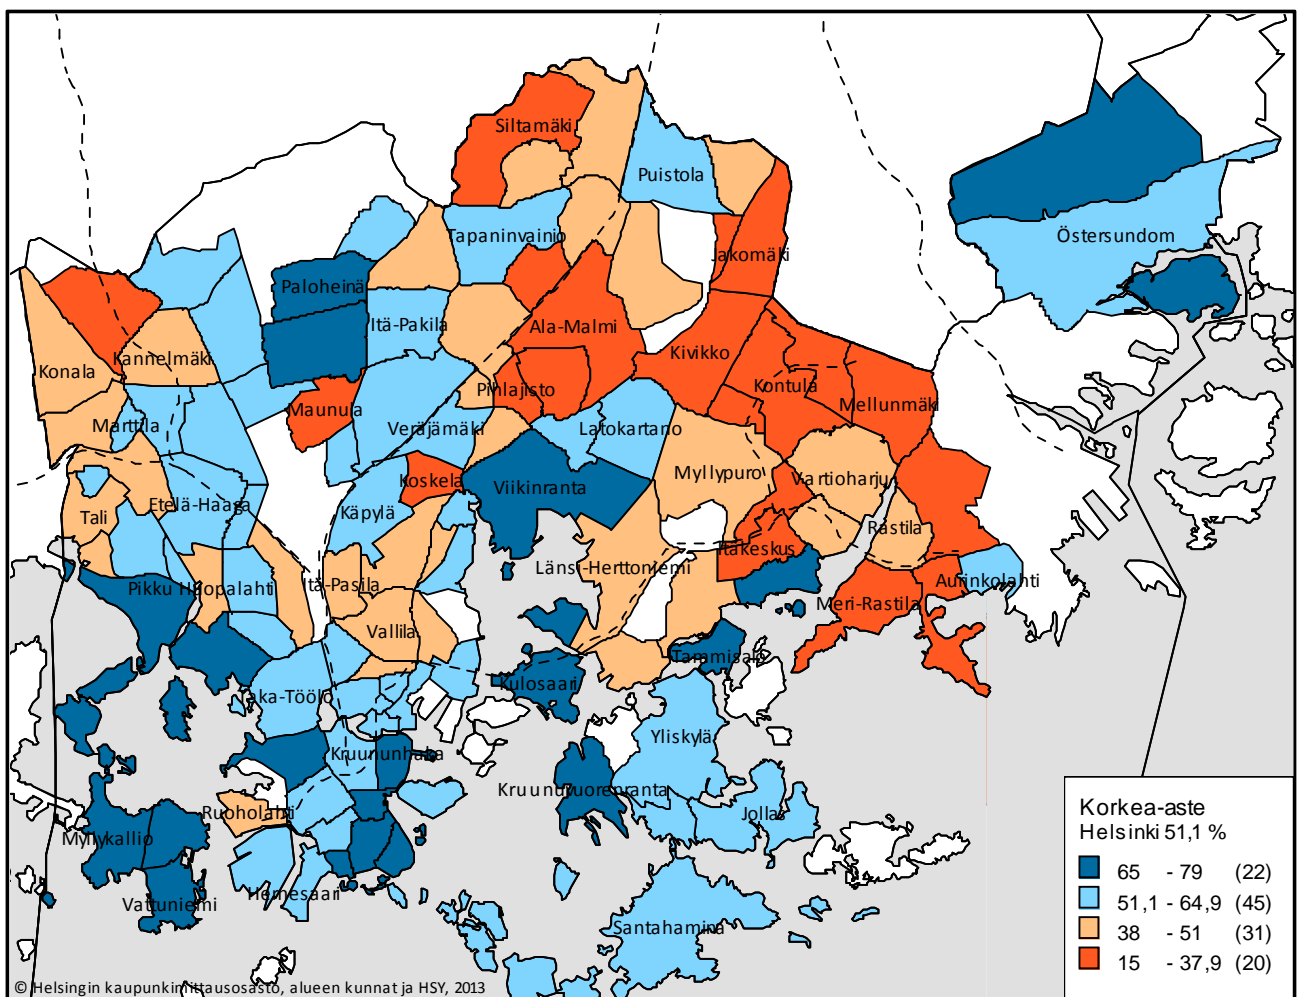 Siltamäki
Puistola
Tapaninvainio
Östersundom
Jakomäki
Paloheinä
Itä-Pakila
Ala-Malmi
Kannelmäki
Konala
Kivikko
Pihlajisto
Kontula
Maunula
Mellunmäki
Marttila
Veräjämäki
Latokartano
Koskela
Viikinranta
Myllypuro
Vartioharju
Etelä-Haaga
Tali
Käpylä
Rastila
Itäkeskus
Länsi-Herttoniemi
Pikku Huopalahti
Itä-Pasila
Aurinkolahti
Meri-Rastila
Vallila
Tammisalo
Kulosaari
Taka-Töölö
Yliskylä
Kruununhaka
Kruunuvuorenranta
Ruoholahti
Jollas
Myllykallio
Vattuniemi
Hernesaari
Santahamina
Korkea-aste
Helsinki 51,1 %
65 - 79 (22)
51,1 - 64,9 (45)
38 - 51 (31)
15 - 37,9 (20)
© Helsingin kaupunkimittausosasto, alueen kunnat ja HSY, 2013